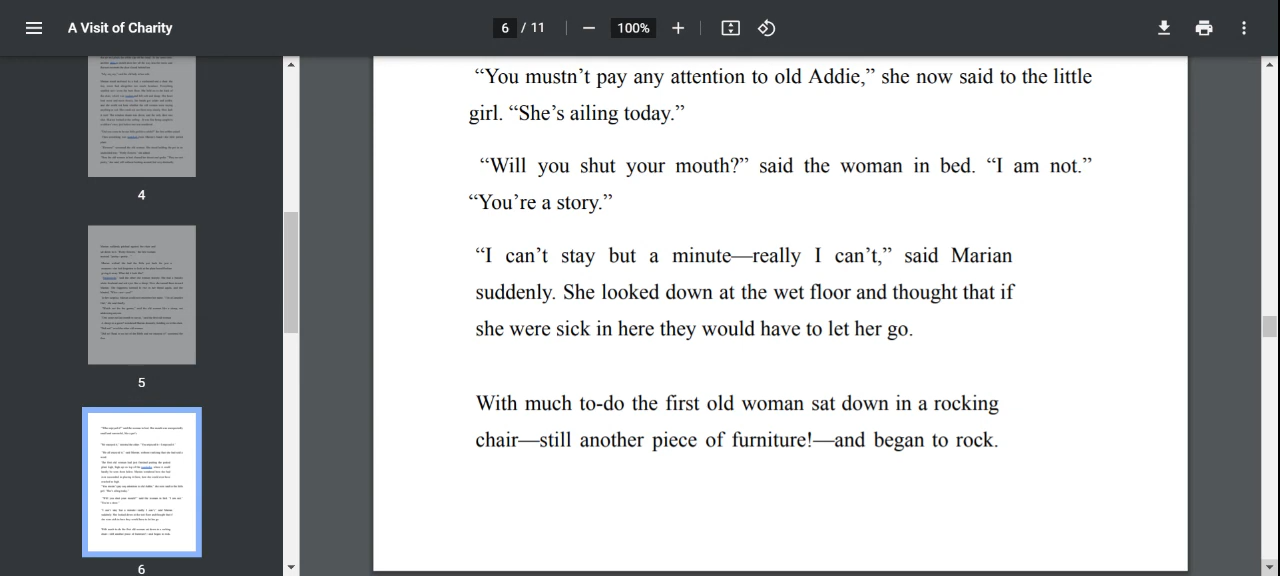 A Visit of Charity
6 / 11
100%
4
5
6
“You mustn’t pay any attention to old Addie,” she now said to the little
girl. “She’s ailing today.”
“Will you shut your mouth?” said the woman in bed. “I am not.”
“You’re a story.”
“I can’t stay but a minute—really I can’t,” said Marian
suddenly. She looked down at the wet floor and thought that if
she were sick in here they would have to let her go.
With much to-do the first old woman sat down in a rocking
chair—still another piece of furniture!—and began to rock.